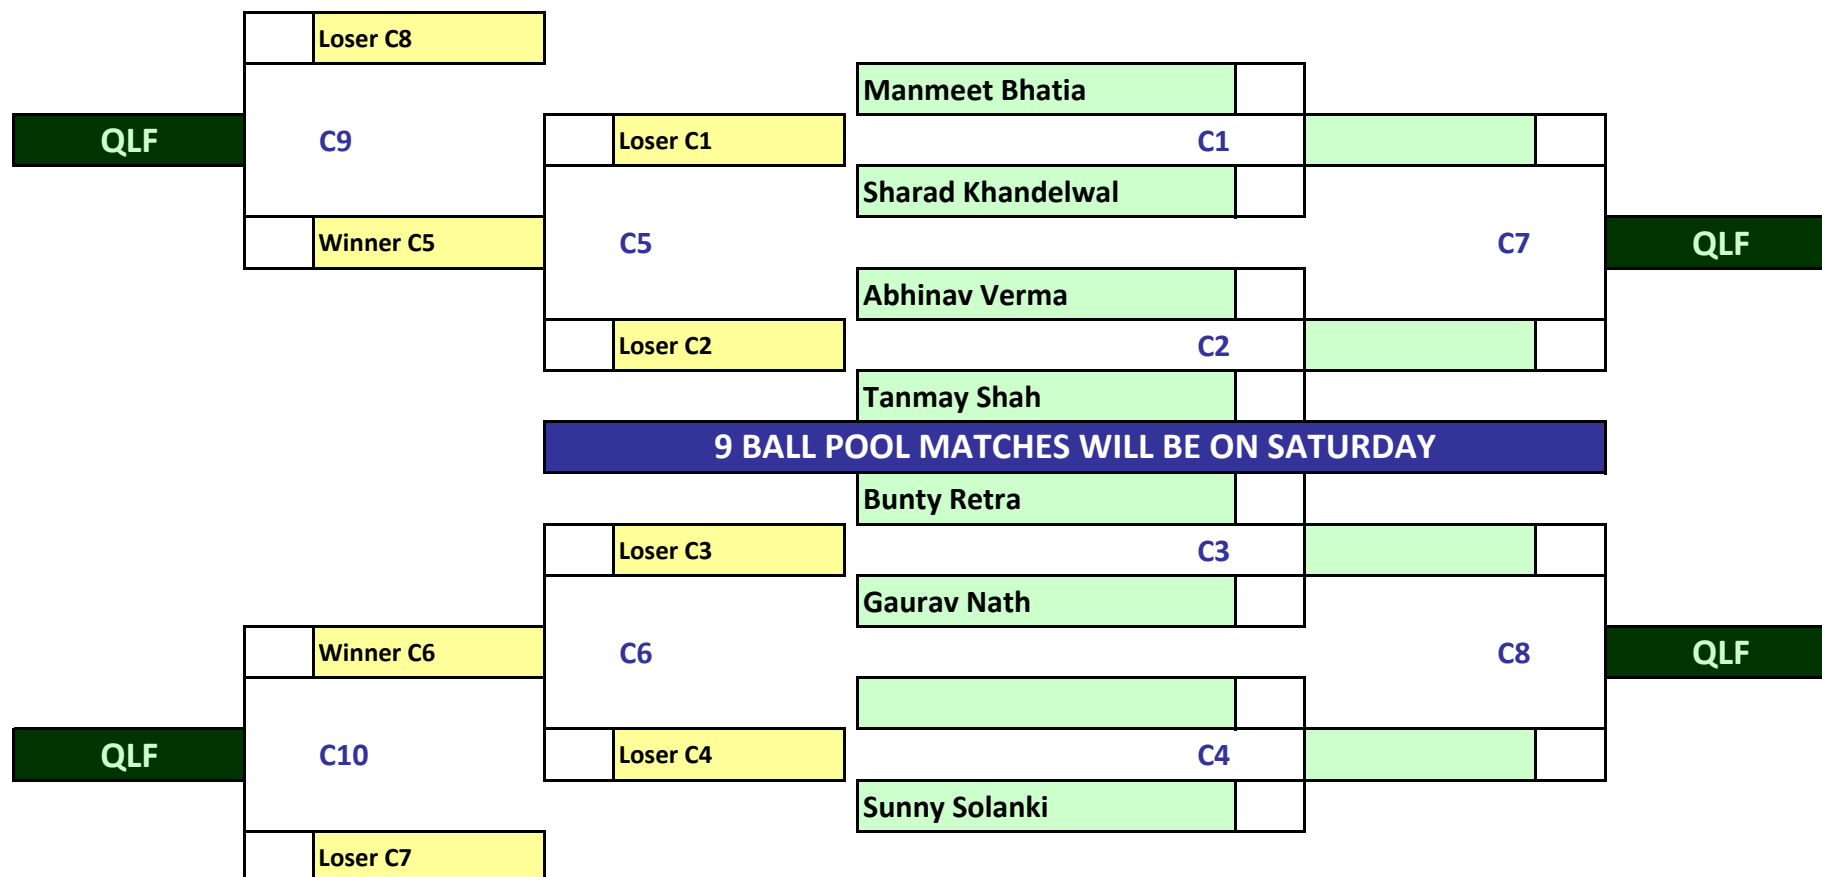 Loser C8
Manmeet Bhatia
QLF C9 Loser C1 C1
Sharad Khandelwal
Winner C5 C5 C7 QLF
Abhinav Verma
Loser C2 C2
Tanmay Shah
9 BALL POOL MATCHES WILL BE ON SATURDAY
Bunty Retra
Loser C3 C3
Gaurav Nath
Winner C6 C6 C8 QLF
QLF C10 Loser C4 C4
Sunny Solanki
Loser C7